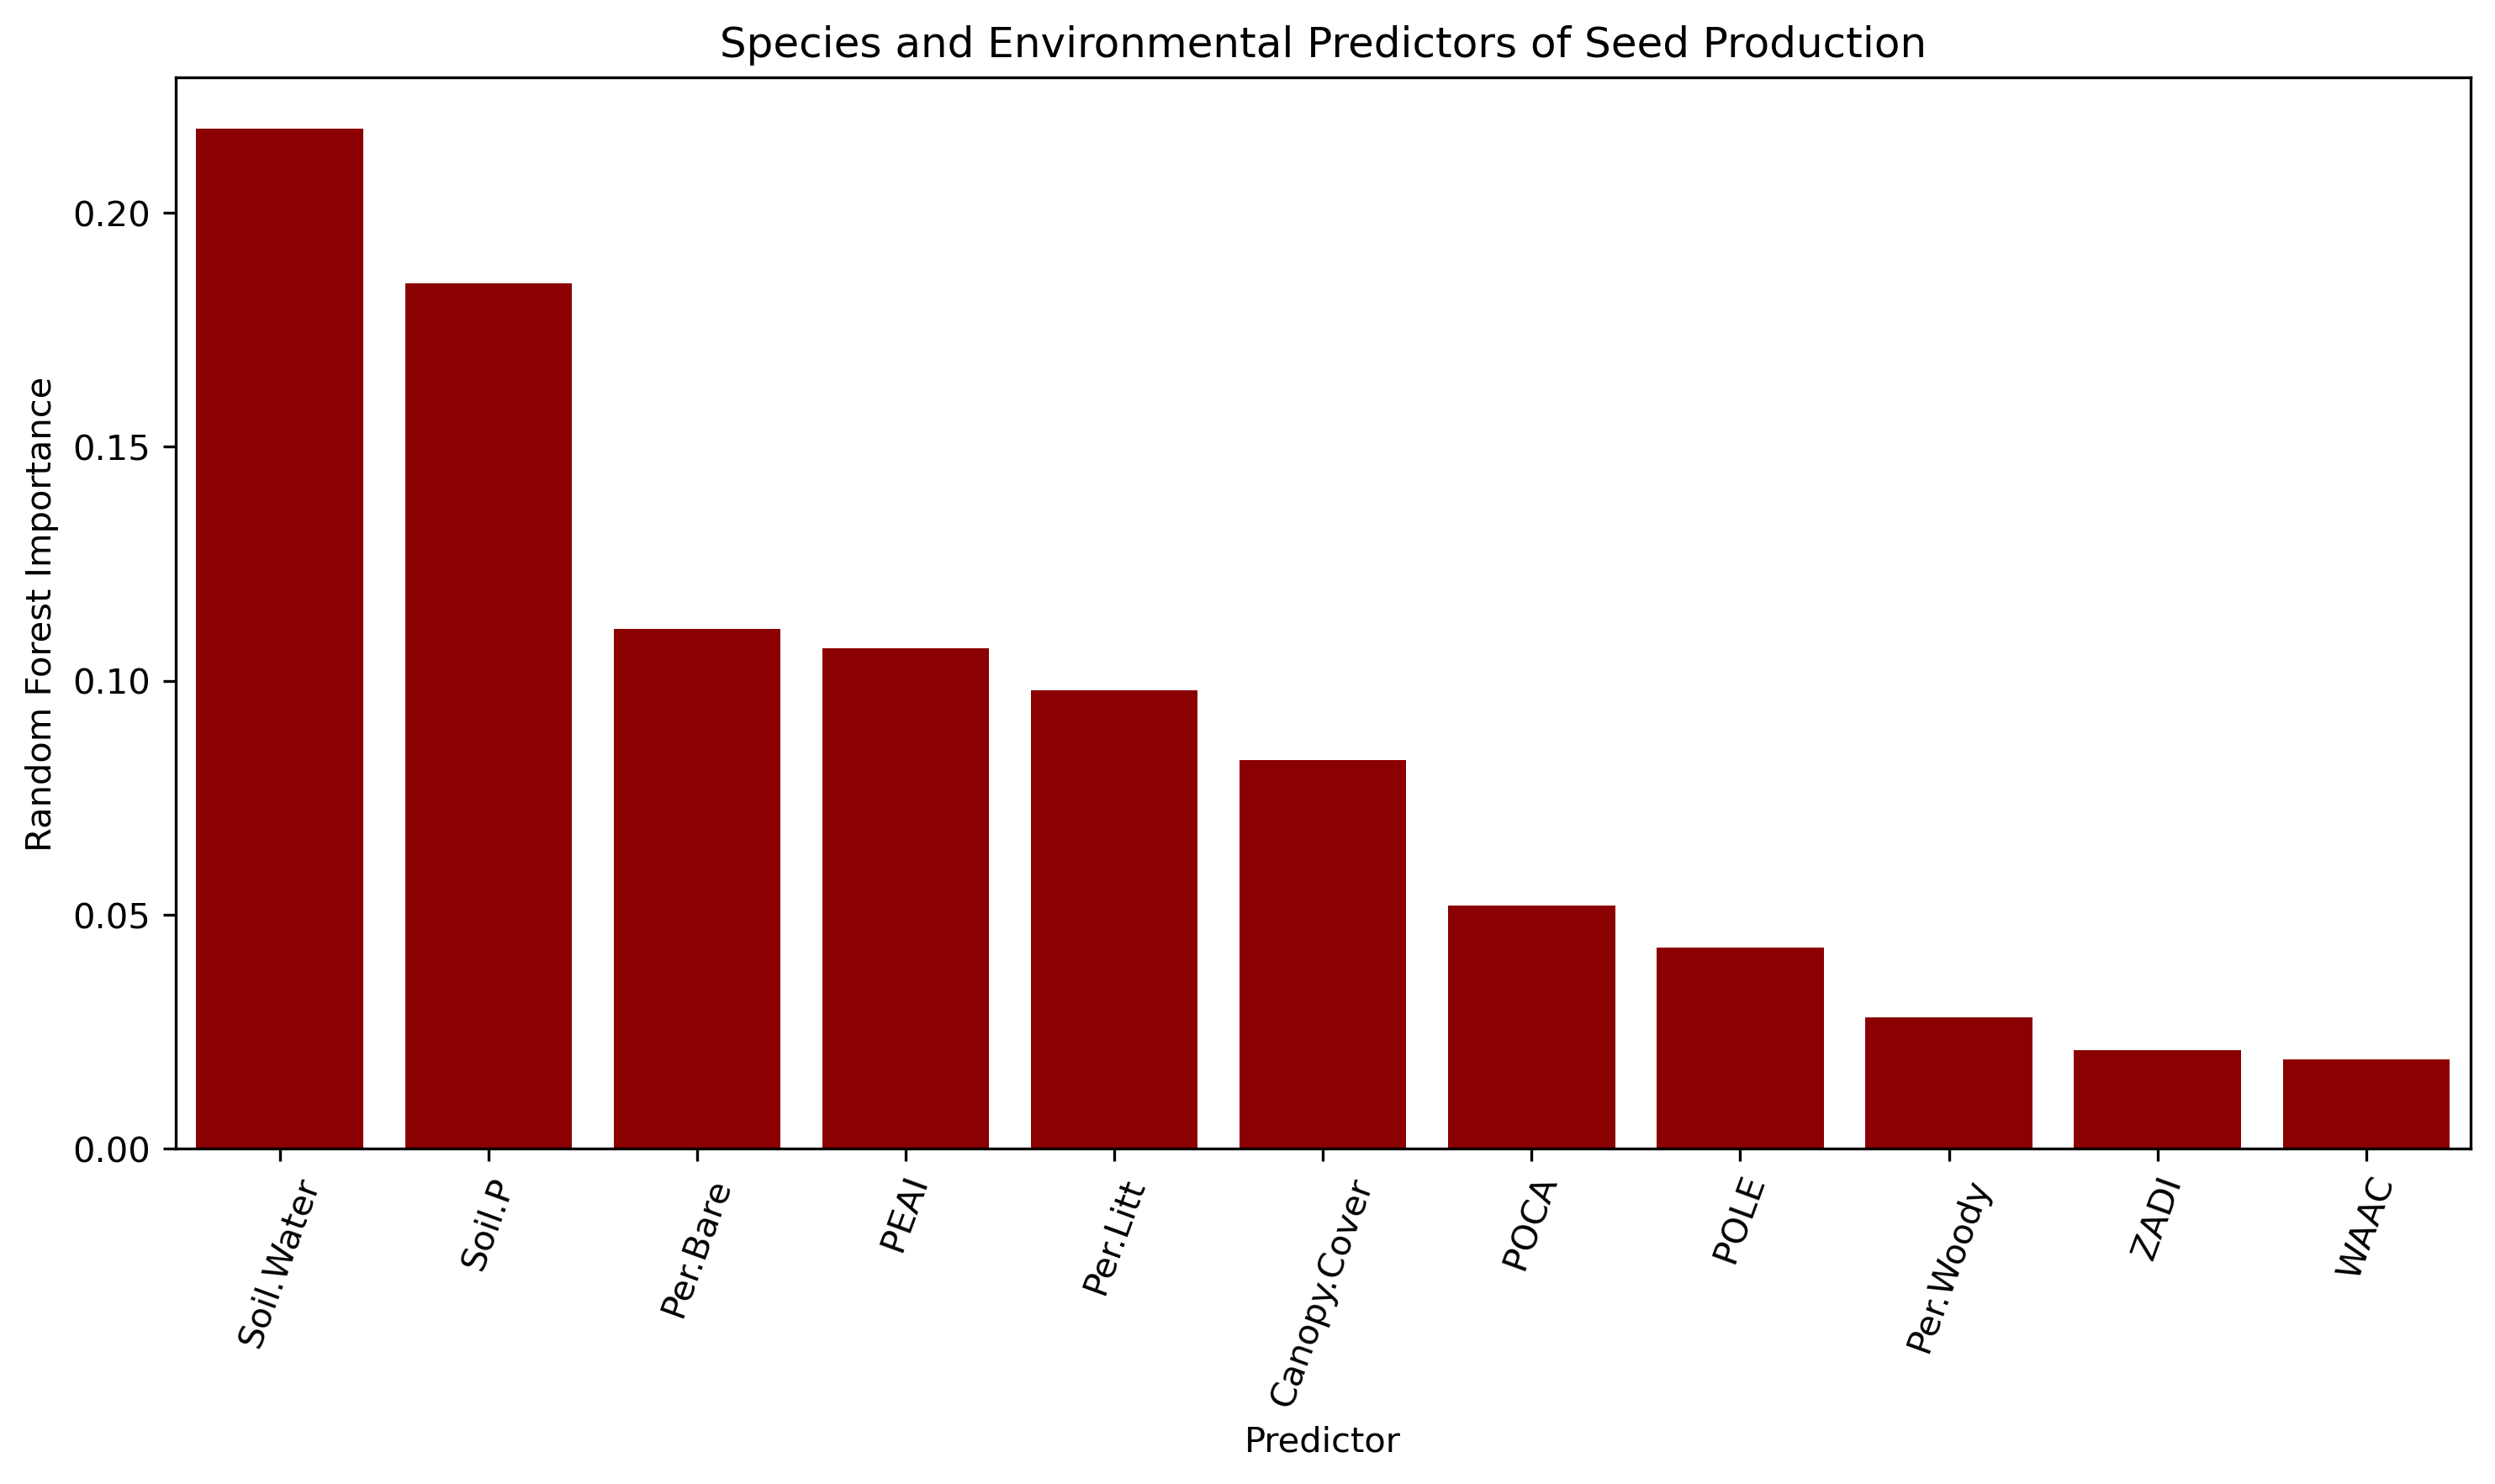 Species and Environmental Predictors of Seed Production
Random Forest Importance
0.20
0.15
0.10
0.05
0.00
Soil.Water
Soil.P
Per.Bare
PEAI
Per.Litt
Canopy.Cover
POCA
POLE
Per.Woody
ZADI
WAAC
Predictor